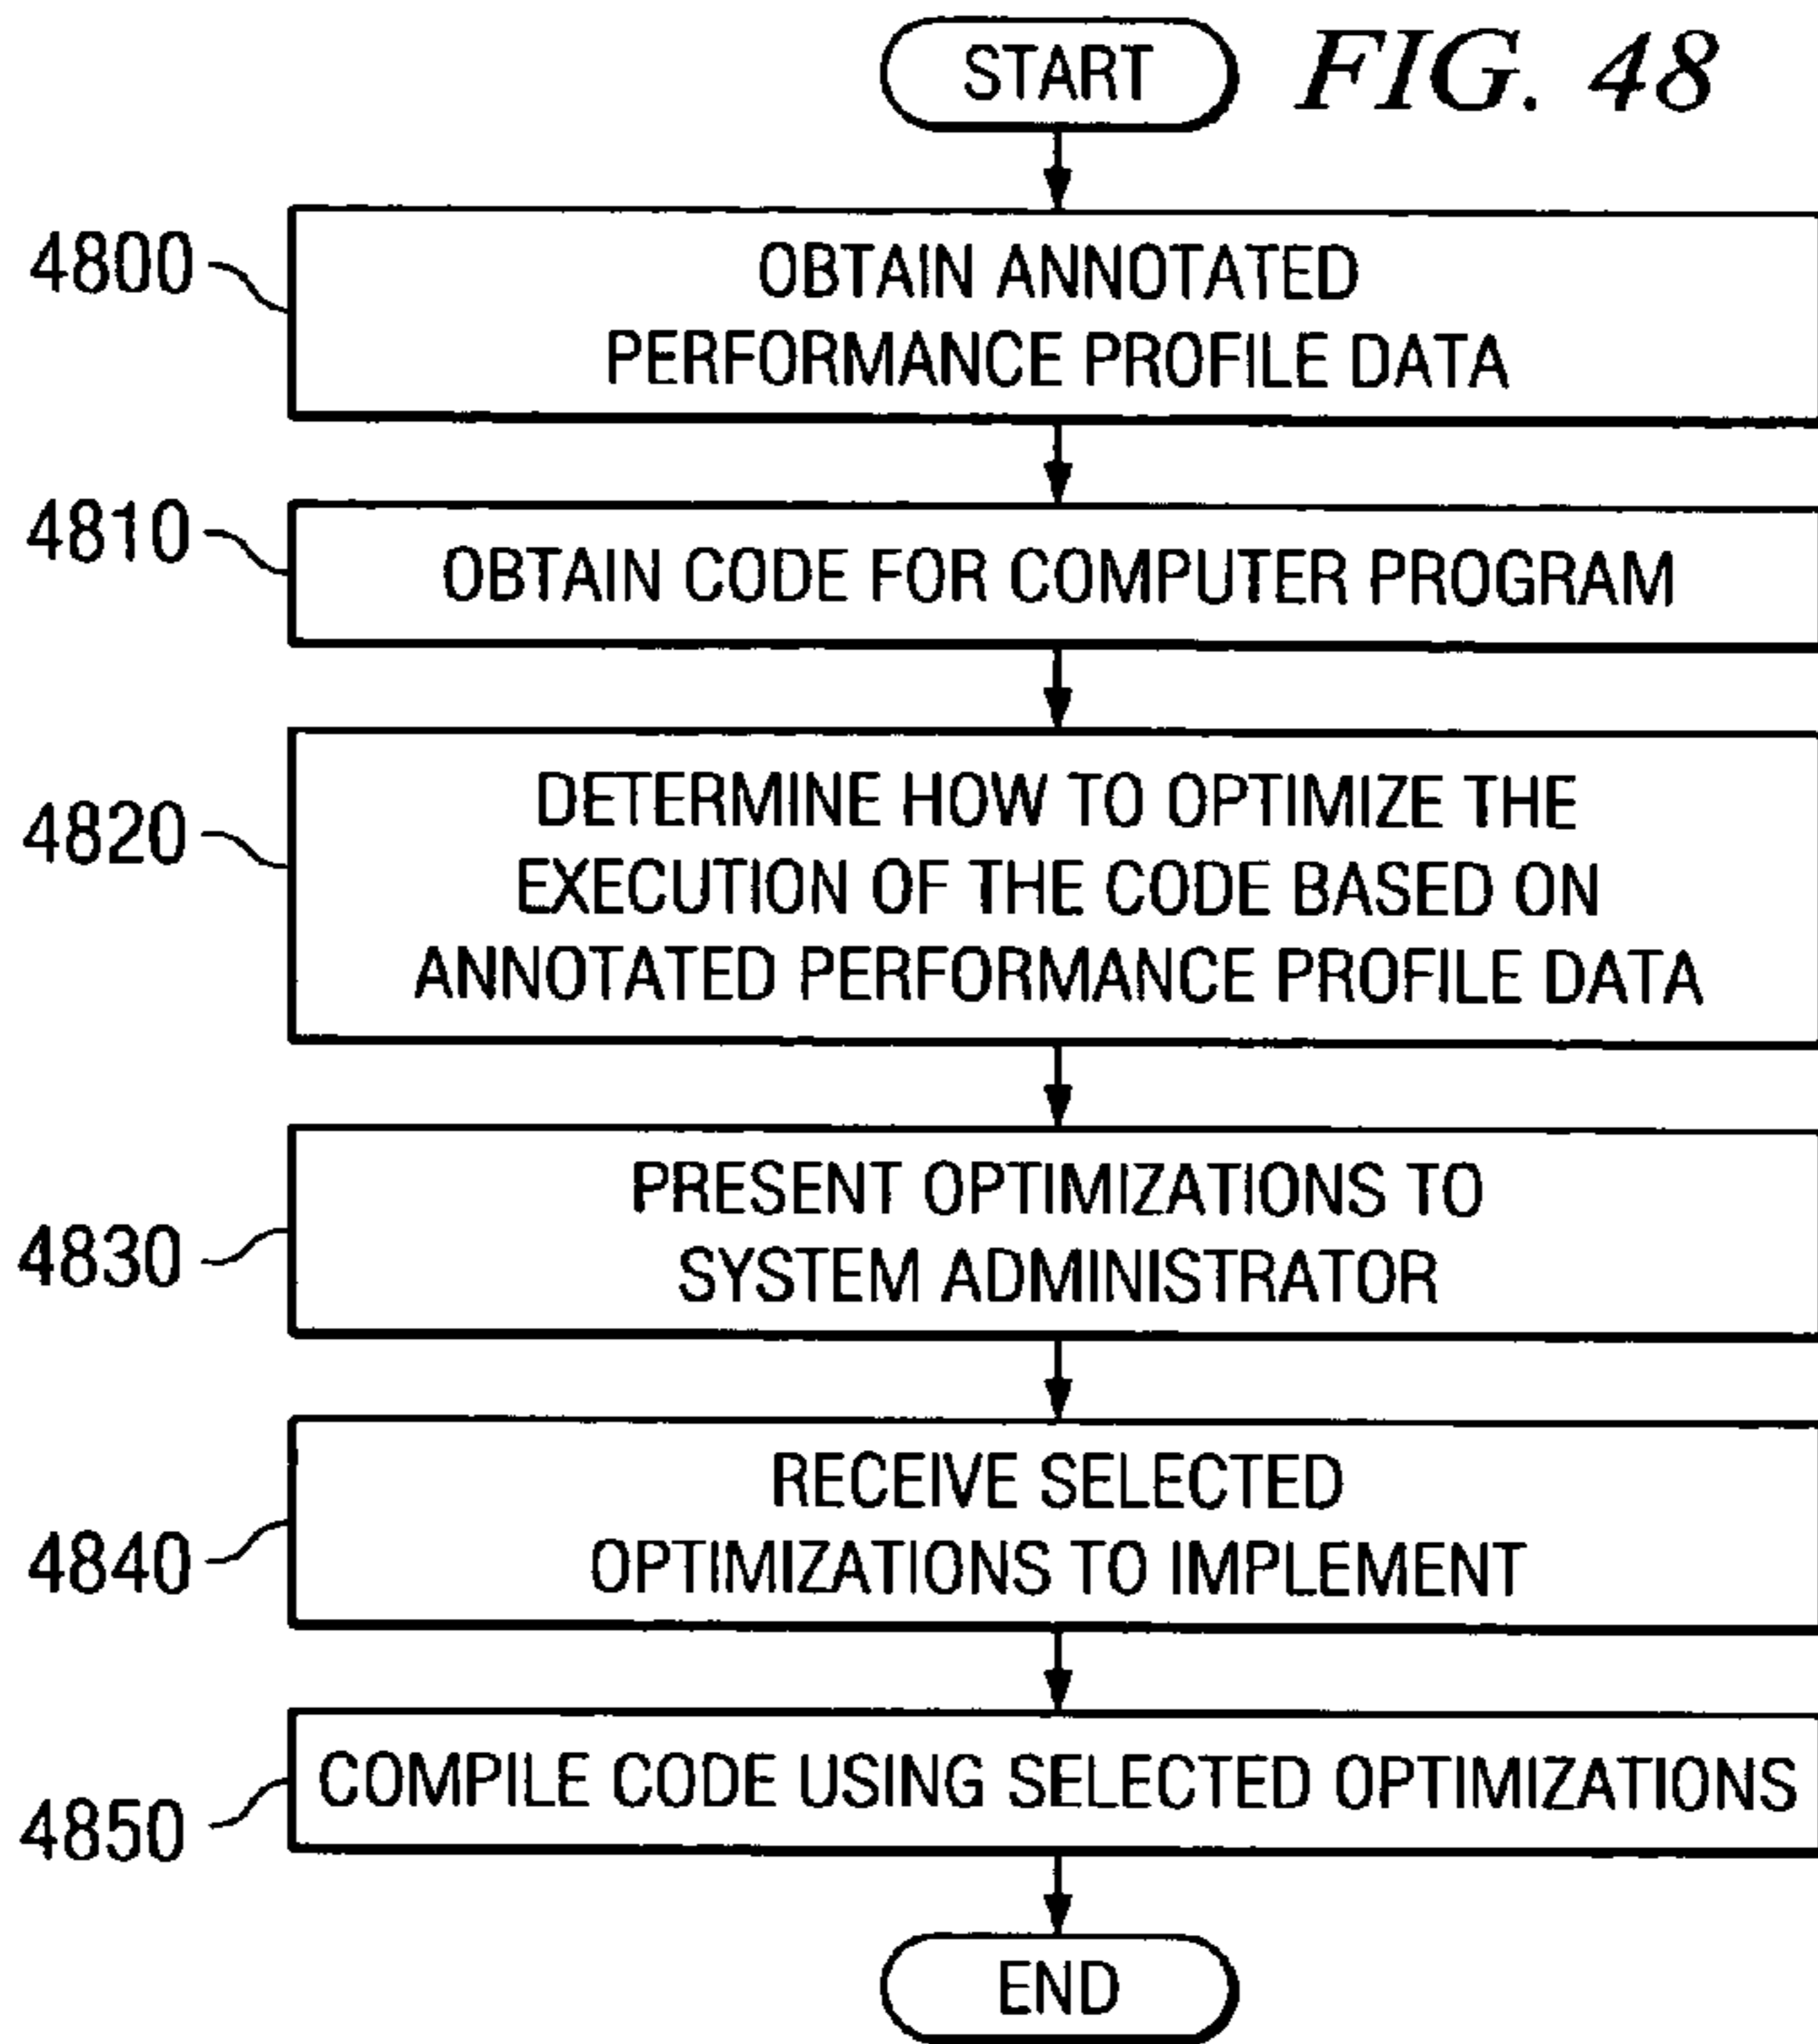 START
FIG. 48
4800
OBTAIN ANNOTATED
PERFORMANCE PROFILE DATA
4810
OBTAIN CODE FOR COMPUTER PROGRAM
4820
DETERMINE HOW TO OPTIMIZE THE
EXECUTION OF THE CODE BASED ON
ANNOTATED PERFORMANCE PROFILE DATA
4830
PRESENT OPTIMIZATIONS TO
SYSTEM ADMINISTRATOR
4840
RECEIVE SELECTED
OPTIMIZATIONS TO IMPLEMENT
4850
COMPILE CODE USING SELECTED OPTIMIZATIONS
END